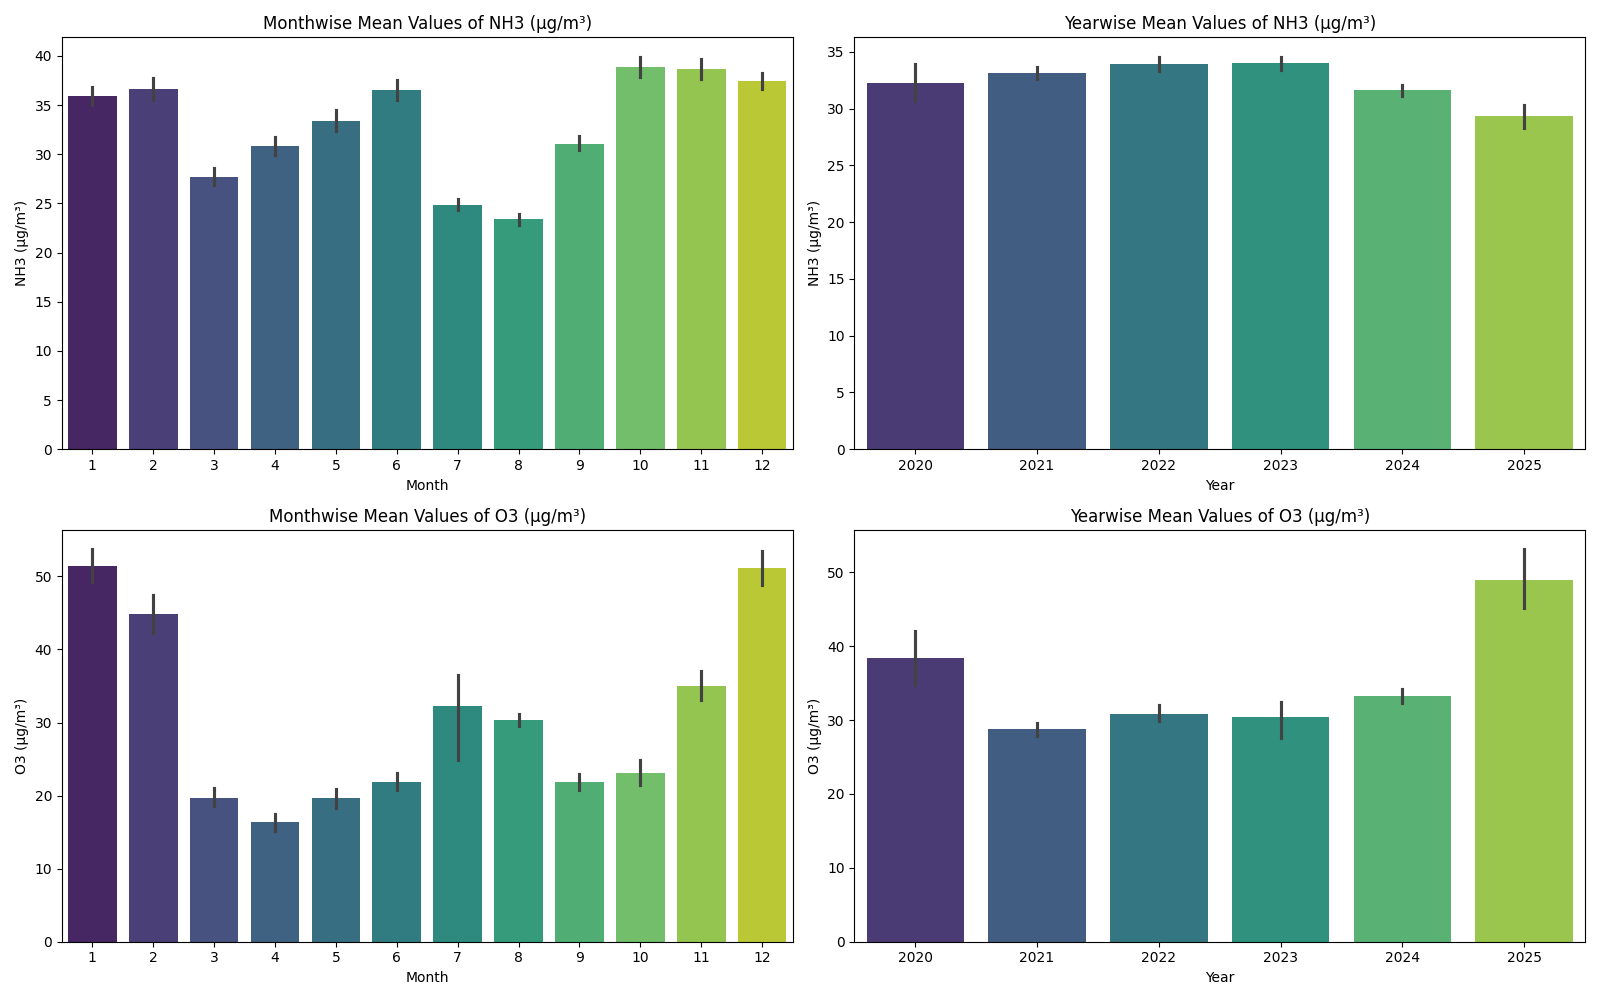 Monthwise Mean Values of NH3 (µg/m³)
NH3 (µg/m³)
40
35
30
25
20
15
10
5
0
1 2 3 4 5 6 7 8 9 10 11 12
Month
Yearwise Mean Values of NH3 (µg/m³)
NH3 (µg/m³)
35
30
25
20
15
10
5
0
2020 2021 2022 2023 2024 2025
Year
Monthwise Mean Values of O3 (µg/m³)
O3 (µg/m³)
50
40
30
20
10
0
1 2 3 4 5 6 7 8 9 10 11 12
Month
Yearwise Mean Values of O3 (µg/m³)
O3 (µg/m³)
50
40
30
20
10
0
2020 2021 2022 2023 2024 2025
Year